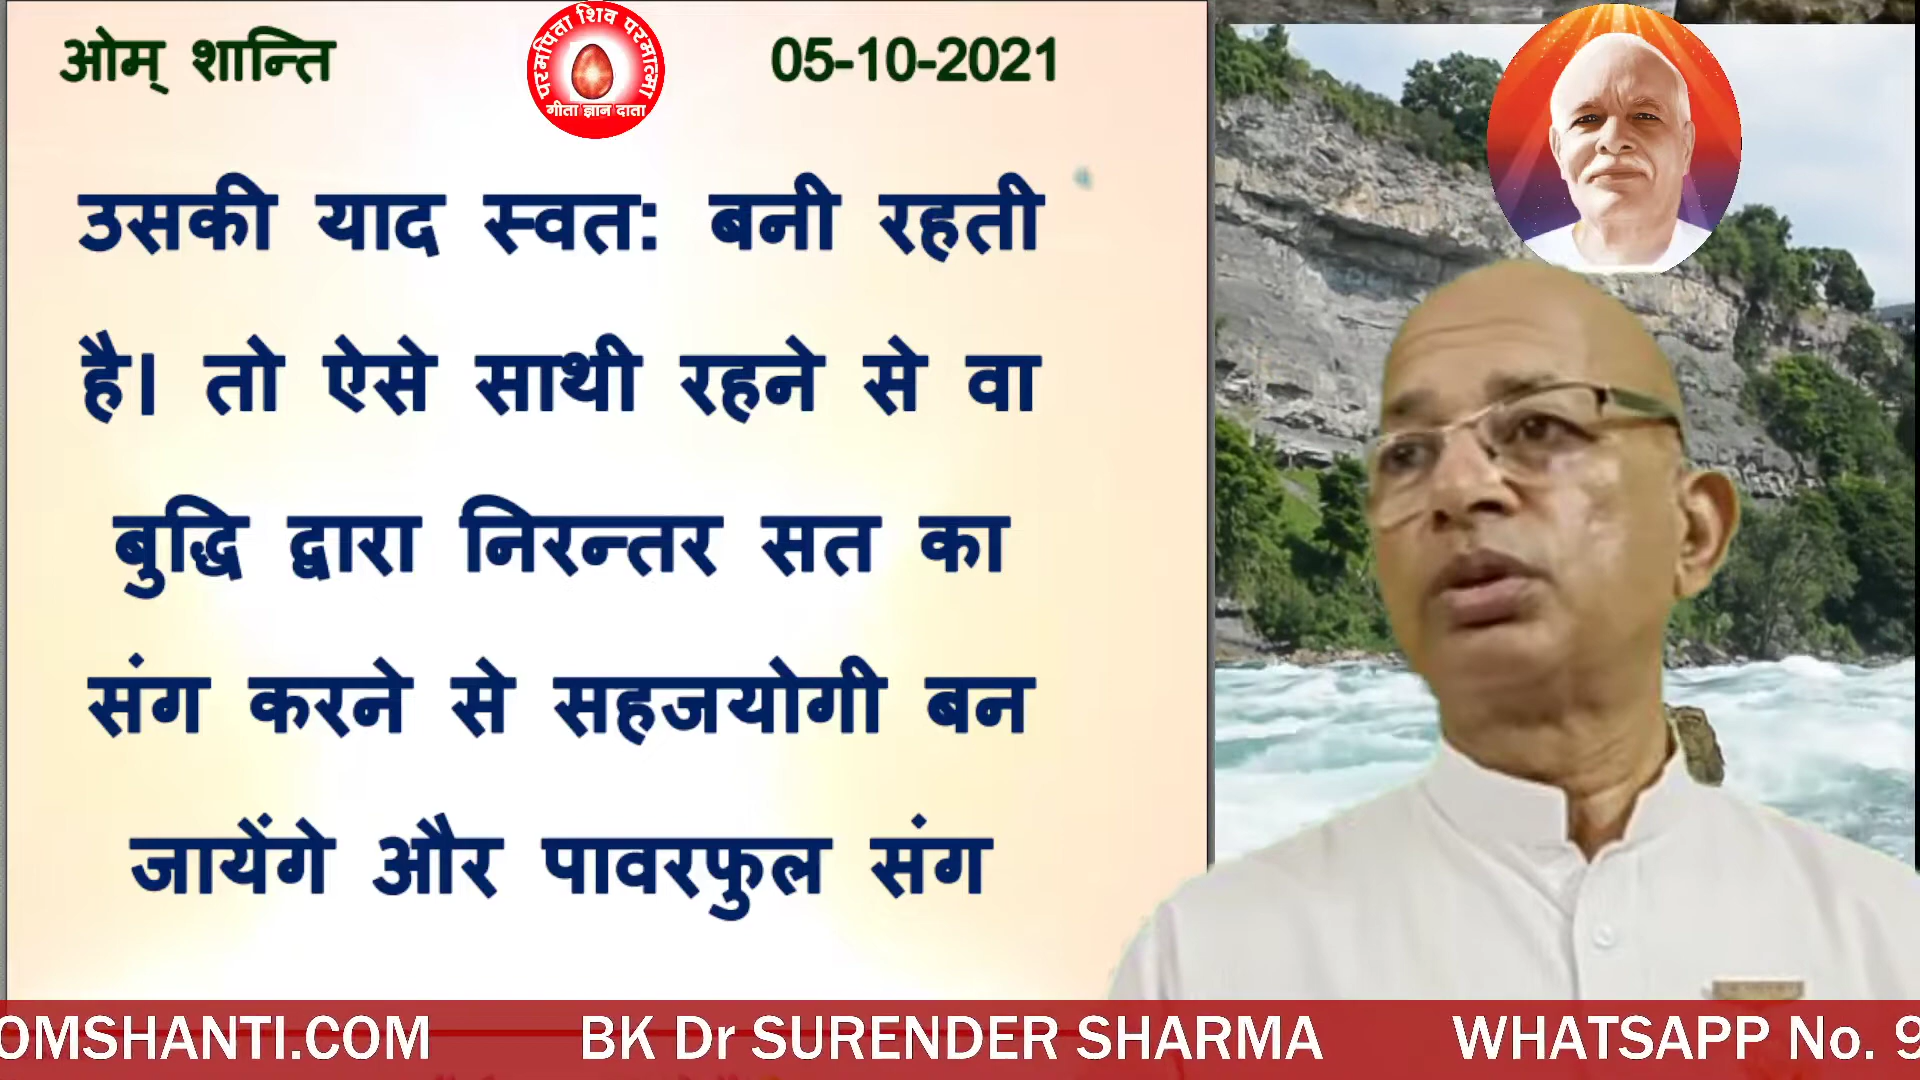 ओम् शान्ति
परमपिता शिव परमात्मा
गीता ज्ञान दाता
05-10-2021
उसकी याद स्वतः बनी रहती
है। तो ऐसे साथी रहने से वा
बुद्धि द्वारा निरन्तर सत का
संग करने से सहजयोगी बन
जायेंगे और पावरफुल संग
OMSHANTI.COM BK Dr SURENDER SHARMA WHATSAPP No. 9